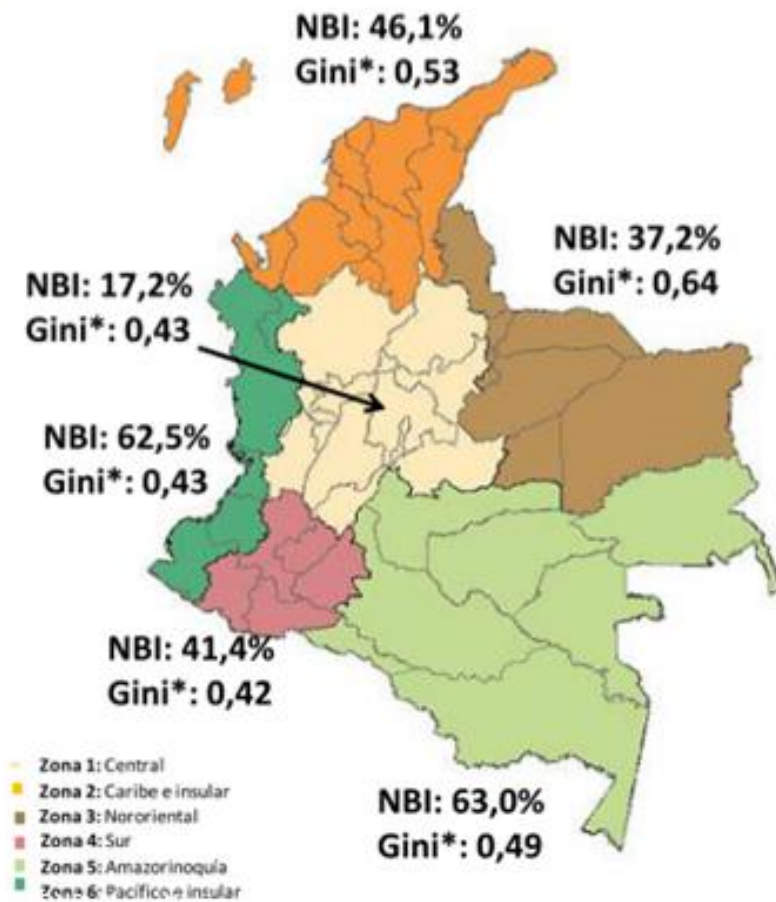 NBI: 46,1%
Gini*: 0,53
NBI: 37,2%
Gini*: 0,64
NBI: 17,2%
Gini*: 0,43
NBI: 62,5%
Gini*: 0,43
NBI: 41,4%
Gini*: 0,42
NBI: 63,0%
Gini*: 0,49
Zona 1: Central
Zona 2: Caribe e insular
Zona 3: Nororiental
Zona 4: Sur
Zona 5: Amazorinoquía
Zona 6: Pacífico e insular